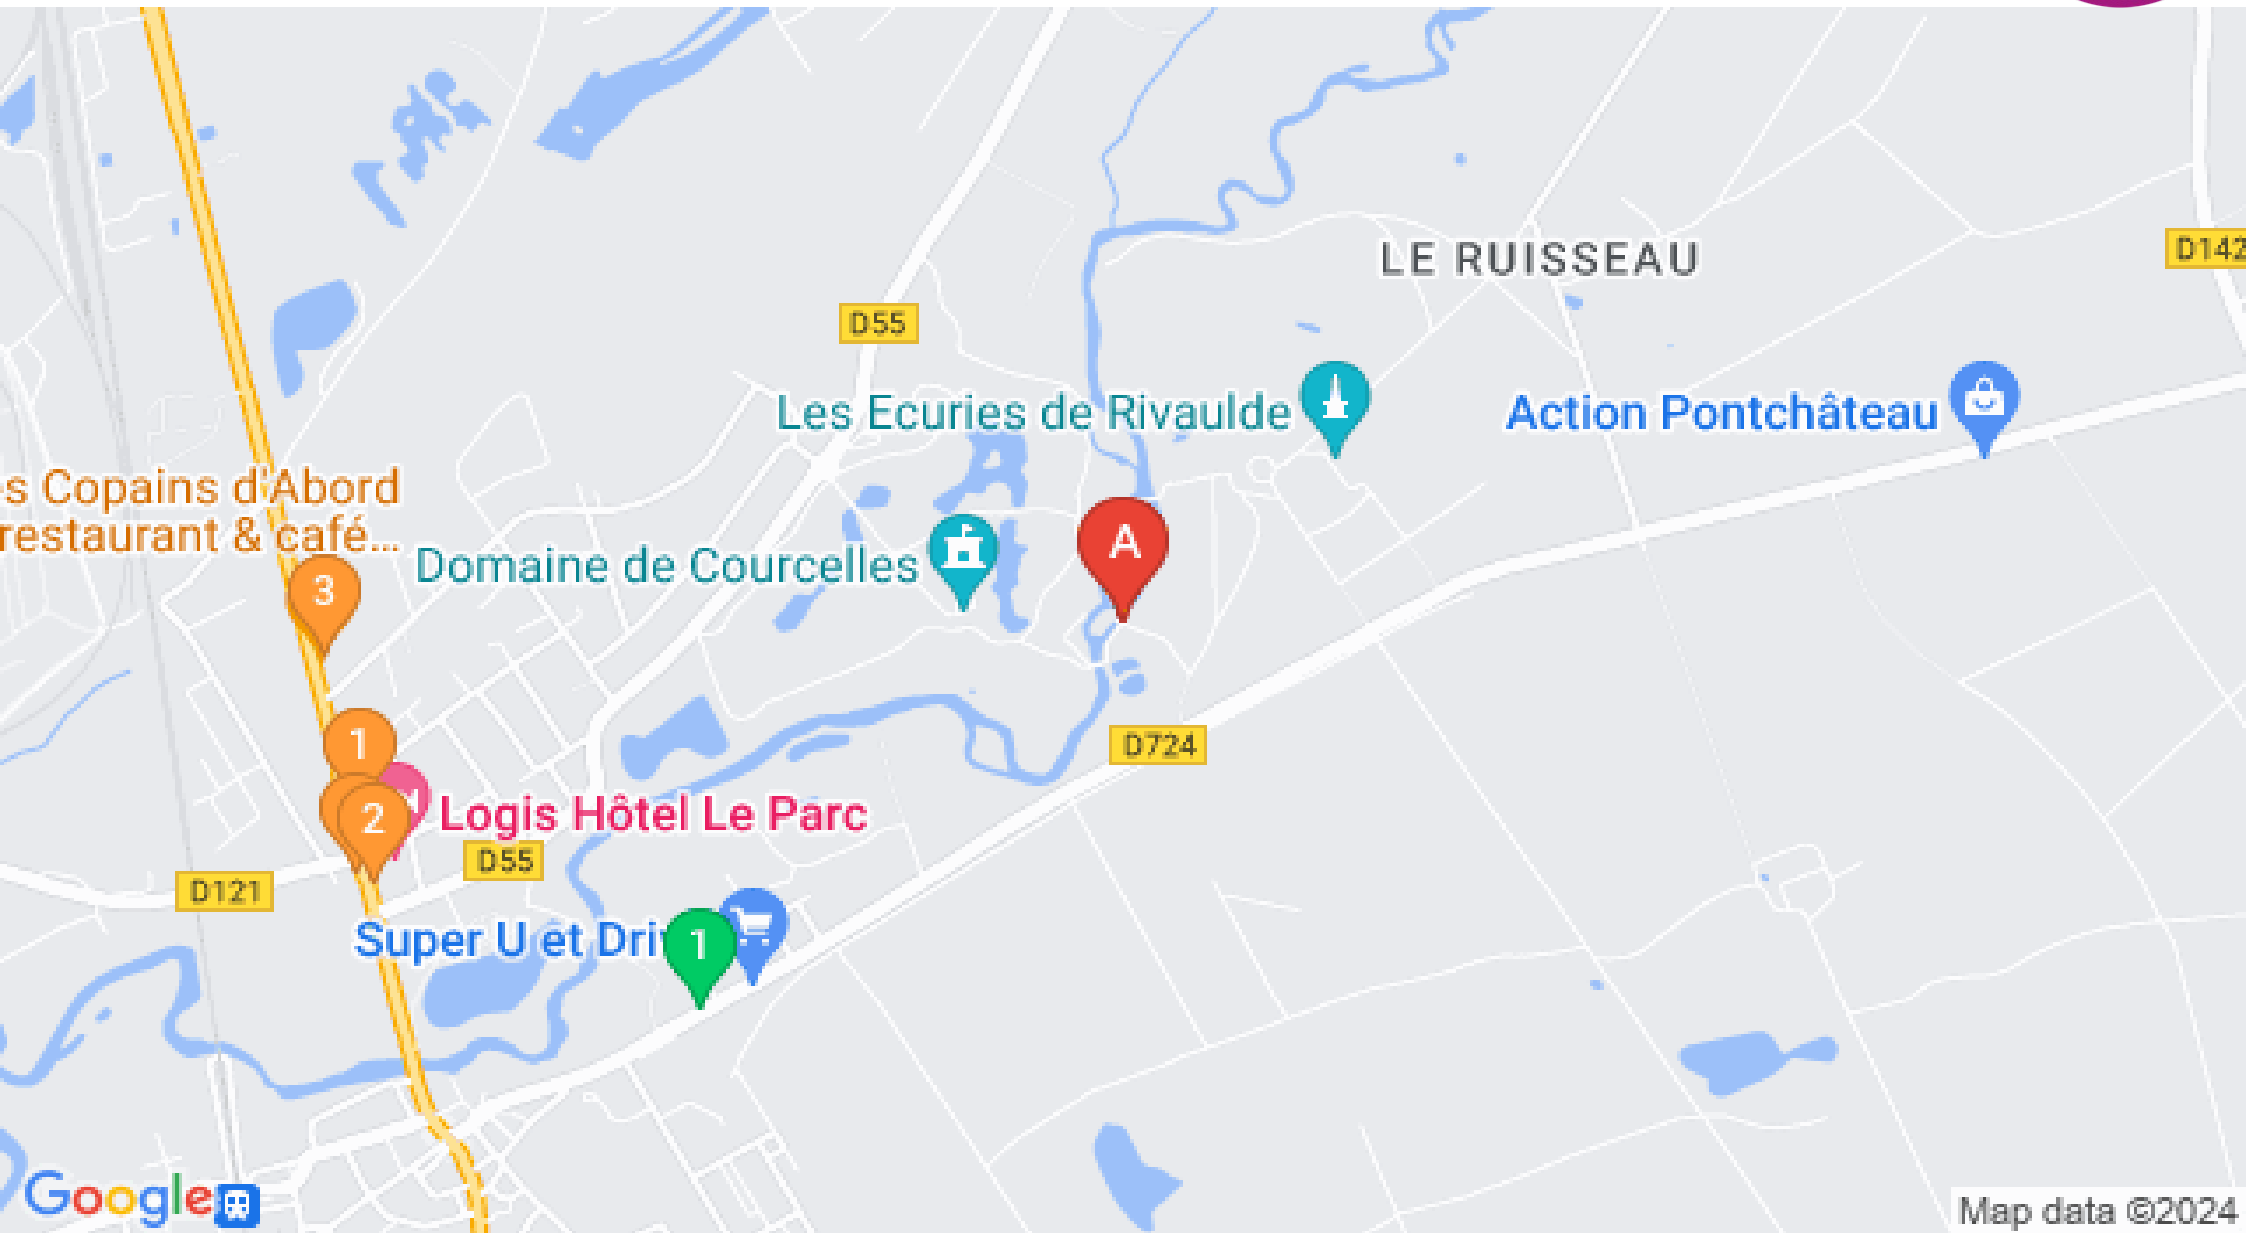 LE RUISSEAU
D142
D55
Les Ecuries de Rivaulde
Action Pontchâteau
s Copains d'Abord
restaurant & café...
Domaine de Courcelles
A
3
1
D724
2
Logis Hôtel Le Parc
D55
D121
Super U et Driv
1
Google
Map data ©2024